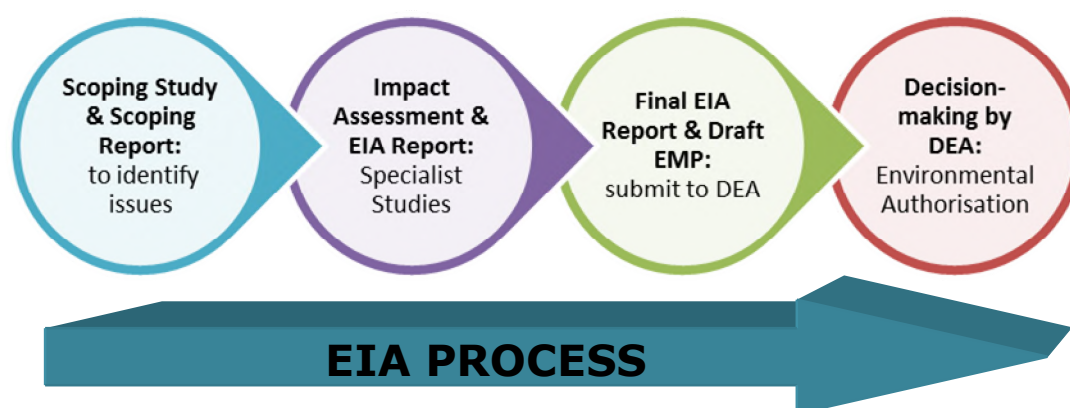 Scoping Study
& Scoping
Report:
to identify
issues
Impact
Assessment &
EIA Report:
Specialist
Studies
Final EIA
Report & Draft
EMP:
submit to DEA
Decision-
making by
DEA:
Environmental
Authorisation
EIA PROCESS